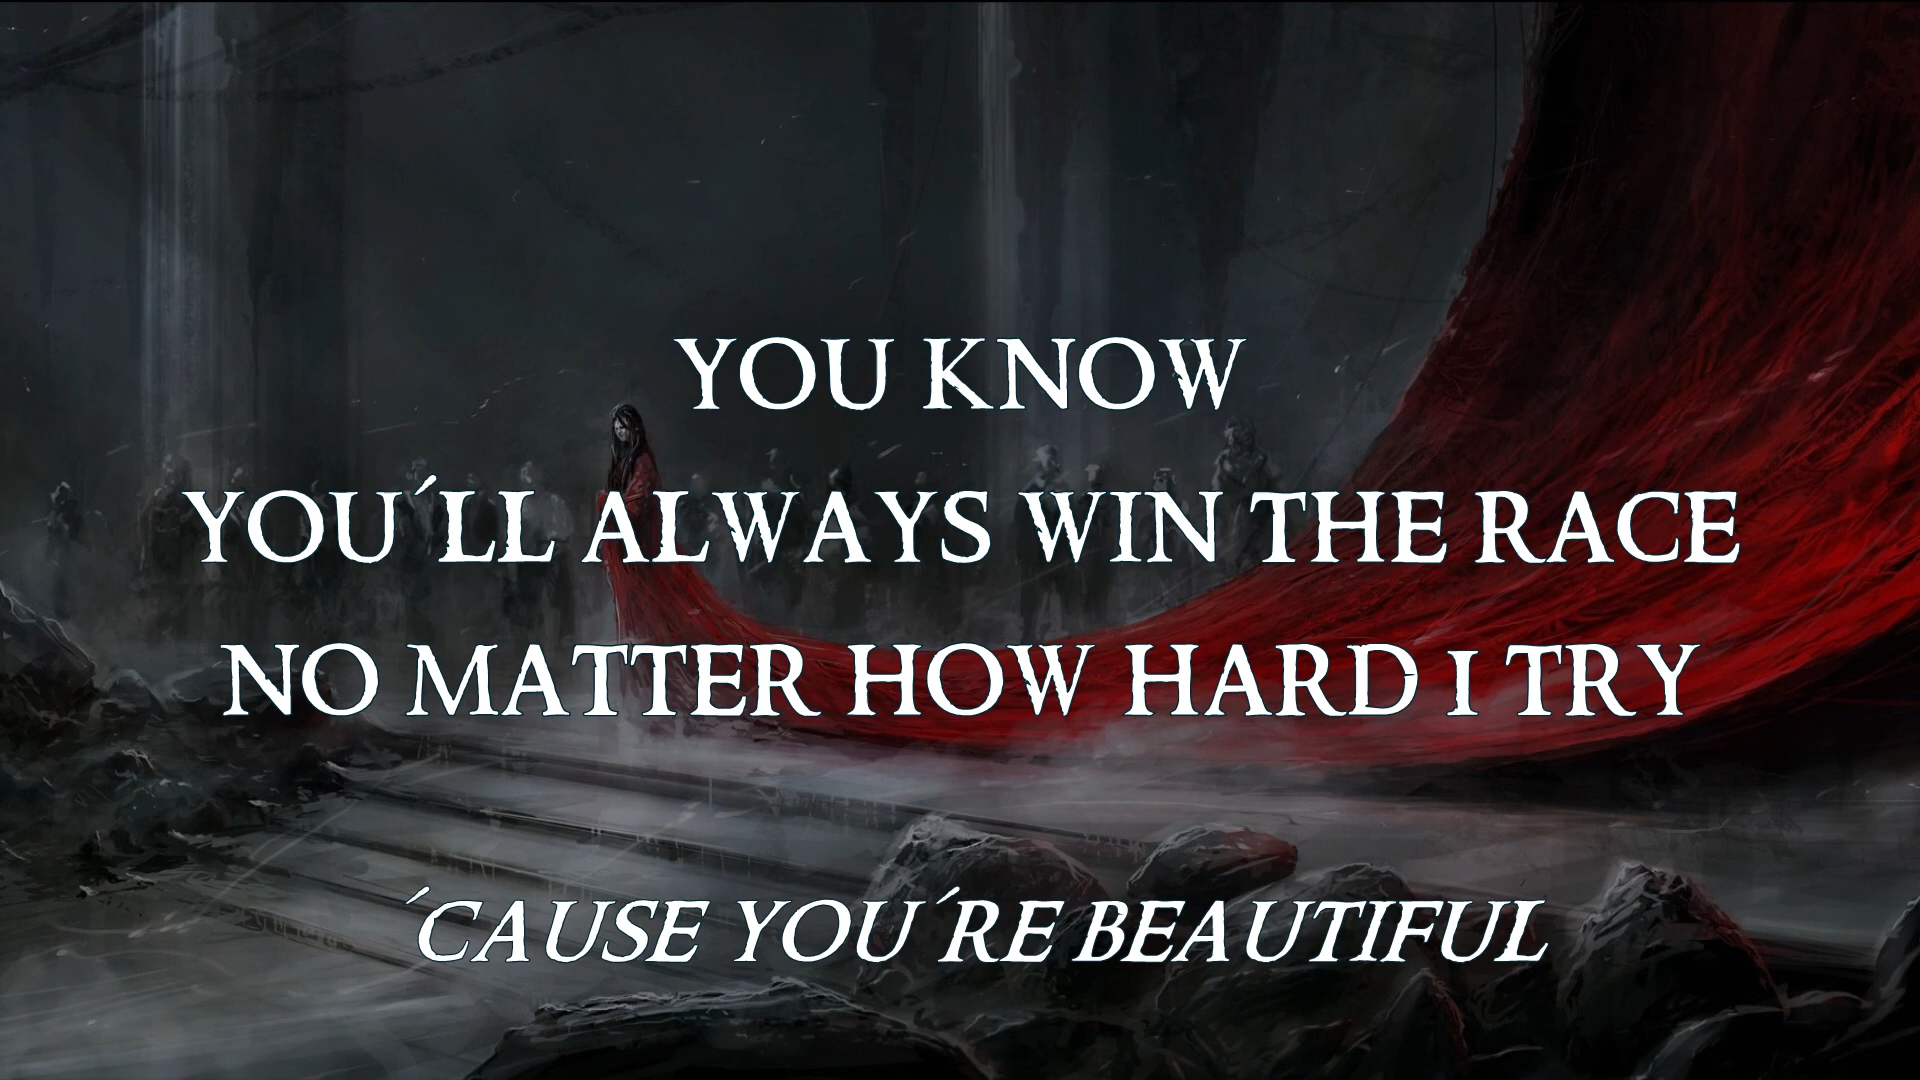 YOU KNOW
YOU´LL ALWAYS WIN THE RACE
NO MATTER HOW HARD I TRY
´CAUSE YOU´RE BEAUTIFUL